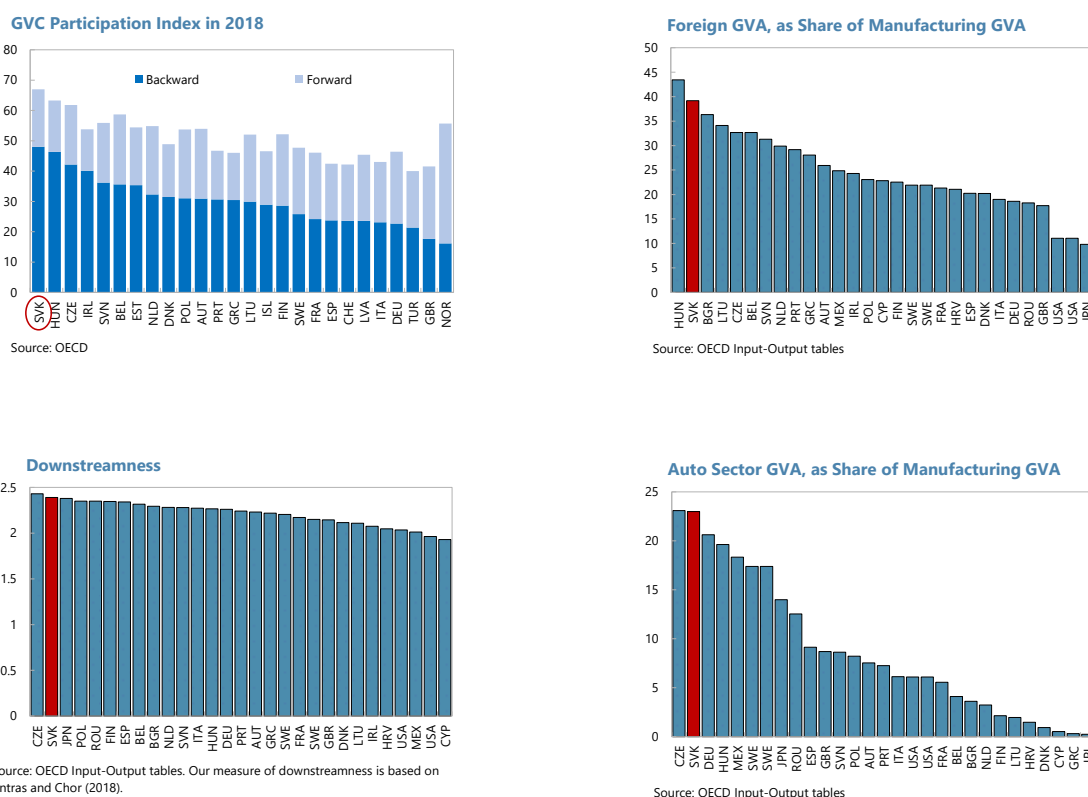 GVC Participation Index in 2018
80
70
60
50
40
30
20
10
0
Backward
Forward
SVK
HUN
CZE
IRL
SVN
BEL
EST
NLD
DNK
POL
AUT
PRT
GRC
LTU
ISL
FIN
SWE
FRA
ESP
CHE
LVA
ITA
DEU
TUR
GBR
NOR
Source: OECD
Foreign GVA, as Share of Manufacturing GVA
50
45
40
35
30
25
20
15
10
5
0
HUN
SVK
BGR
LTU
CZE
BEL
SVN
NLD
PRT
GRC
AUT
MEX
IRL
POL
CYP
FIN
SWE
SWE
FRA
HRV
ESP
DNK
ITA
DEU
ROU
GBR
USA
USA
JPN
Source: OECD Input-Output tables
Downstreamness
2.5
2
1.5
1
0.5
0
CZE
SVK
JPN
POL
ROU
FIN
ESP
BEL
BGR
NLD
SVN
ITA
HUN
DEU
PRT
AUT
GRC
SWE
FRA
SWE
GBR
DNK
LTU
IRL
HRV
USA
MEX
USA
CYP
ource: OECD Input-Output tables. Our measure of downstreamness is based on
ntras and Chor (2018).
Auto Sector GVA, as Share of Manufacturing GVA
25
20
15
10
5
0
CZE
SVK
DEU
HUN
MEX
SWE
SWE
JPN
ROU
ESP
GBR
SVN
POL
AUT
PRT
ITA
USA
USA
FRA
BEL
BGR
NLD
FIN
LTU
HRV
DNK
CYP
GRC
IRL
Source: OECD Input-Output tables